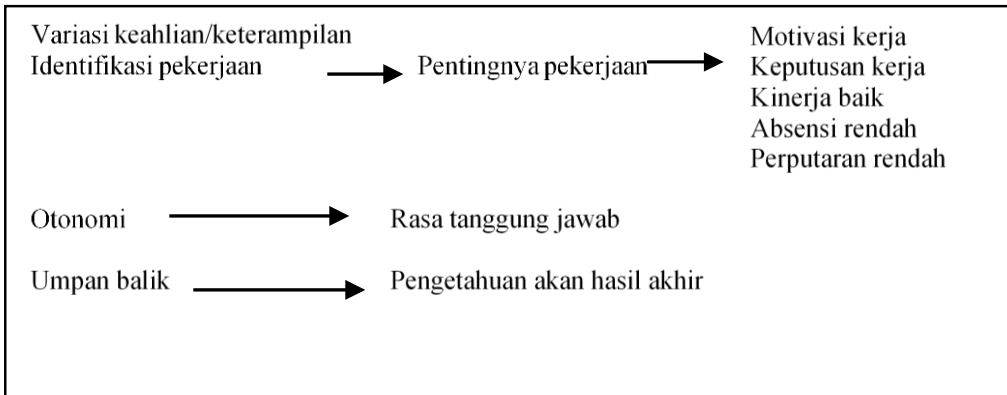 Variasi keahlian/keterampilan
Identifikasi pekerjaan
Pentingnya pekerjaan
Motivasi kerja
Keputusan kerja
Kinerja baik
Absensi rendah
Perputaran rendah
Otonomi
Rasa tanggung jawab
Umpan balik
Pengetahuan akan hasil akhir